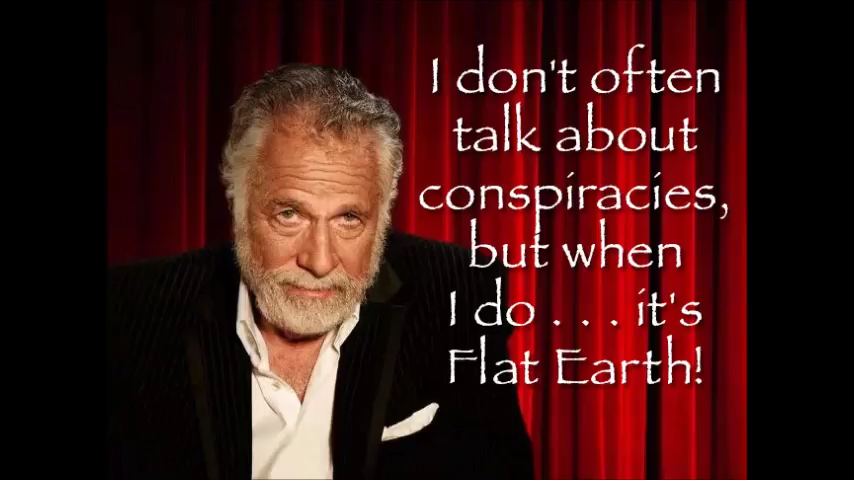 I don't often
talk about
conspiracies,
but when
I do . . . it's
Flat Earth!